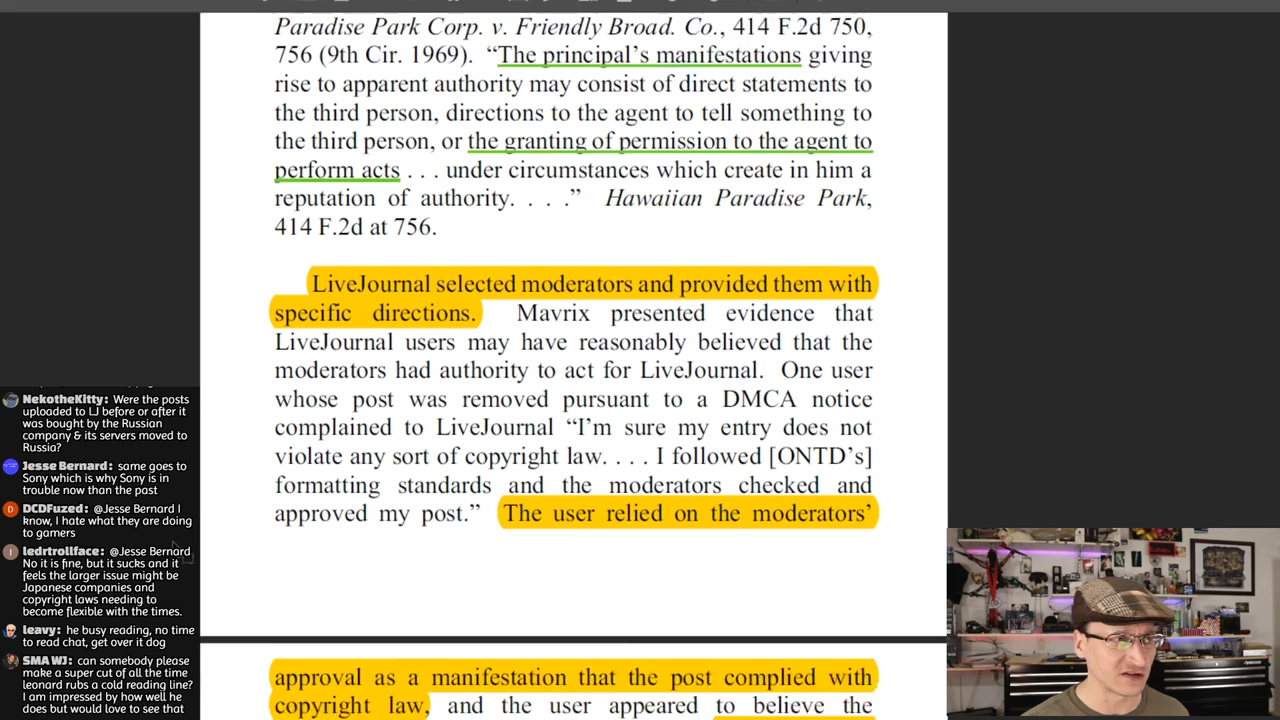 Paradise Park Corp. v. Friendly Broad. Co., 414 F.2d 750,
756 (9th Cir. 1969). “The principal’s manifestations giving
rise to apparent authority may consist of direct statements to
the third person, directions to the agent to tell something to
the third person, or the granting of permission to the agent to
perform acts . . . under circumstances which create in him a
reputation of authority. . . .” Hawaiian Paradise Park,
414 F.2d at 756.
LiveJournal selected moderators and provided them with
specific directions. Mavrix presented evidence that
LiveJournal users may have reasonably believed that the
moderators had authority to act for LiveJournal. One user
whose post was removed pursuant to a DMCA notice
complained to LiveJournal “I’m sure my entry does not
violate any sort of copyright law. . . . I followed [ONTD’s]
formatting standards and the moderators checked and
approved my post.” The user relied on the moderators’
approval as a manifestation that the post complied with
copyright law, and the user appeared to believe the
NekotheKitty: Were the posts
uploaded to LJ before or after it
was bought by the Russian
company & its servers moved to
Russia?
Jesse Bernard: same goes to
Sony which is why Sony is in
trouble now than the past
D
DCDFuzed: @Jesse Bernard I
know, I hate what they are doing
to gamers
ledrtrollface: @Jesse Bernard
No it is fine, but it sucks and it
feels the larger issue might be
Japanese companies and
copyright laws needing to
become flexible with the times.
leavy: he busy reading, no time
to read chat, get over it dog
SMA WJ: can somebody please
make a super cut of all the time
leonard rubs a cold reading line?
I am impressed by how well he
does but would love to see that